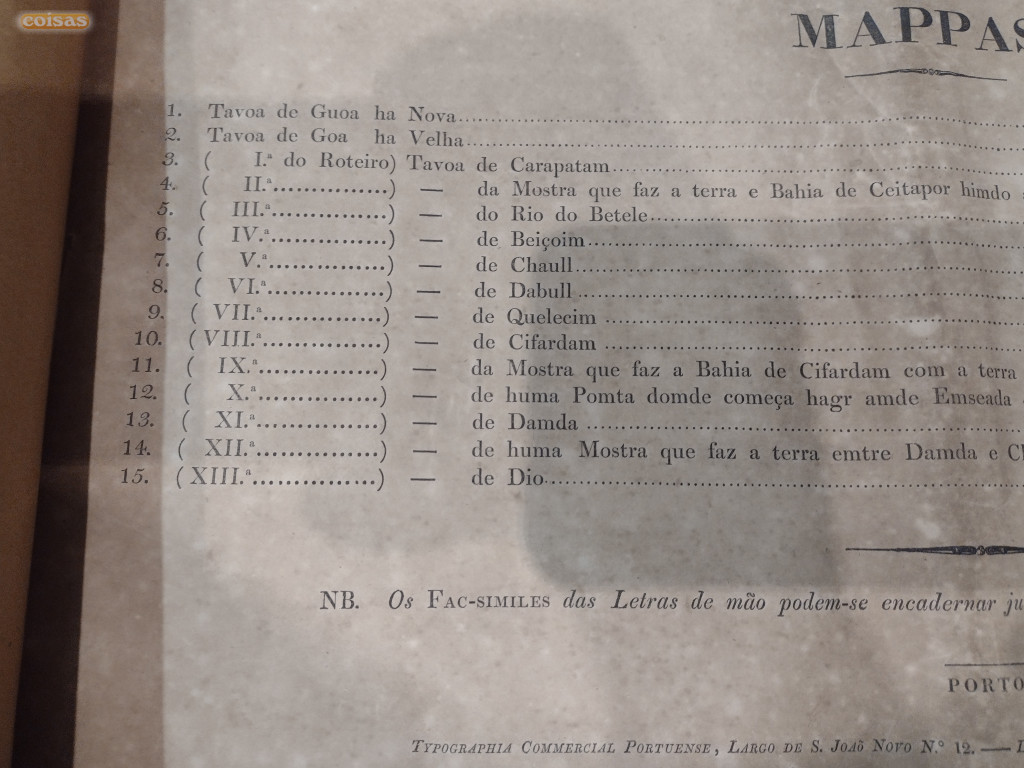 coisas
MAPPAS
1. Tavoa de Guoa ha Nova........................
2. Tavoa de Goa ha Velha........................
3. ( I.ª do Roteiro) Tavoa de Carapatam........................
4. ( II.ª...............) — da Mostra que faz a terra e Bahia de Ceitapor himdo
5. ( III.ª...............) — do Rio do Betele........................
6. ( IV.ª...............) — de Beiçoim........................
7. ( V.ª...............) — de Chaull........................
8. ( VI.ª...............) — de Dabull........................
9. ( VII.ª...............) — de Quelecim........................
10. (VIII.ª...............) — de Cifardam........................
11. ( IX.ª...............) — da Mostra que faz a Bahia de Cifardam com a terra
12. ( X.ª...............) — de huma Pomta domde começa hagr amde Emseada
13. ( XI.ª...............) — de Damda........................
14. ( XII.ª...............) — de huma Mostra que faz a terra emtre Damda e
15. (XIII.ª...............) — de Dio........................
NB. Os FAC-SIMILES das Letras de mão podem-se encadernar
PORTO
TYPOGRAPHIA COMMERCIAL PORTUENSE, LARGO DE S. JOAÕ NOVO N.º 12. —